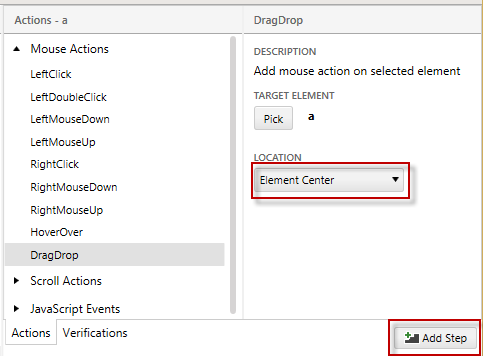 Actions - a
Mouse Actions
LeftClick
LeftDoubleClick
LeftMouseDown
LeftMouseUp
RightClick
RightMouseDown
RightMouseUp
HoverOver
DragDrop
Scroll Actions
JavaScript Events
Actions Verifications
DragDrop
DESCRIPTION
Add mouse action on selected element
TARGET ELEMENT
Pick a
LOCATION
Element Center
Add Step